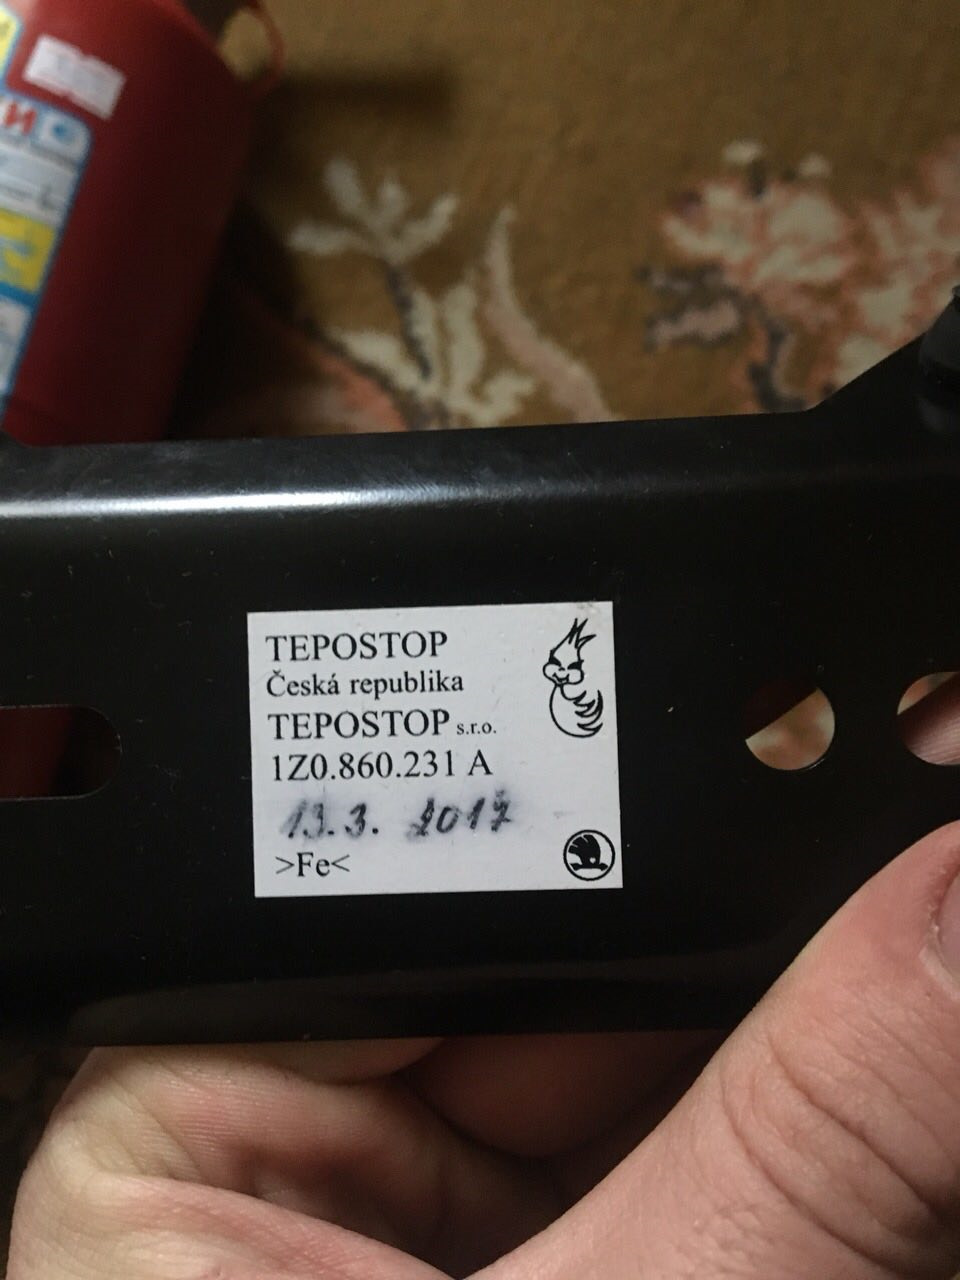 TEPOSTOP
Česká republika
TEPOSTOP s.r.o.
1Z0.860.231 A
13.3. 2017
>Fe<